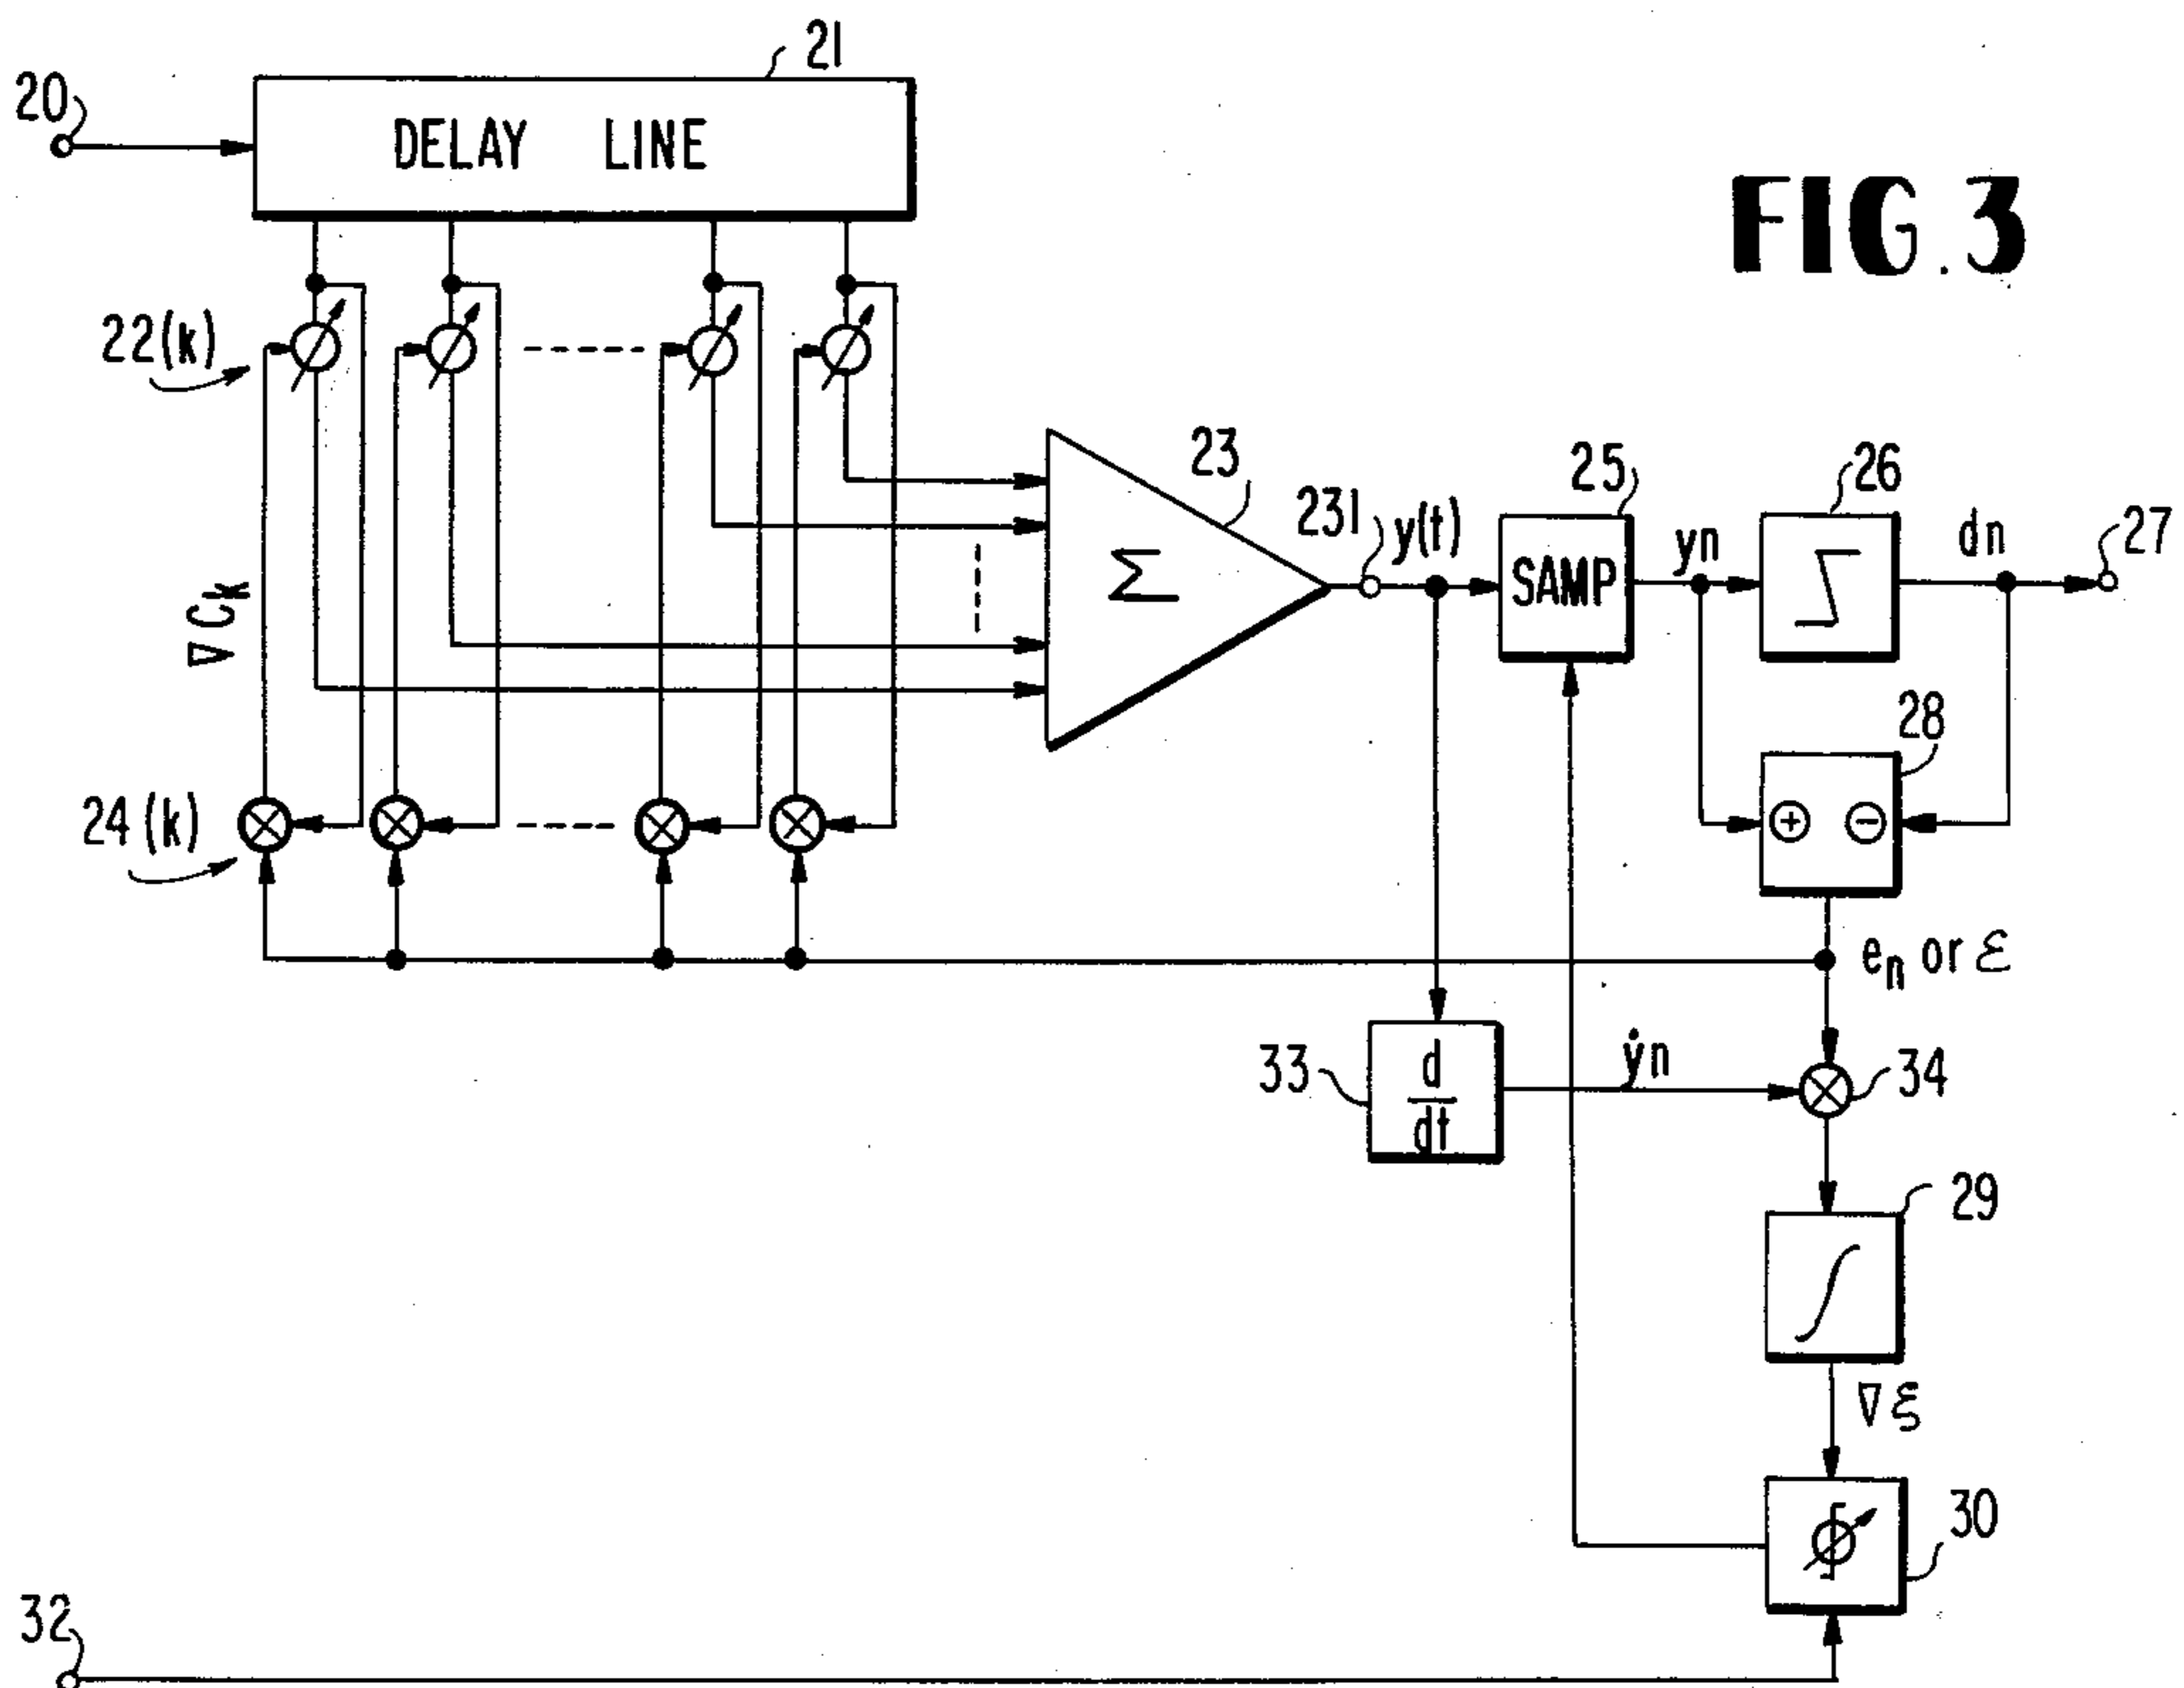 21
20
DELAY LINE
FIG. 3
22(k)
23
231
y(t)
25
SAMP
yn
26
dn
27
Σ
∇Ck
28
+ −
24(k)
en or ε
33
d
dt
ẏn
34
29
∫
∇ξ
30
ϕ
32